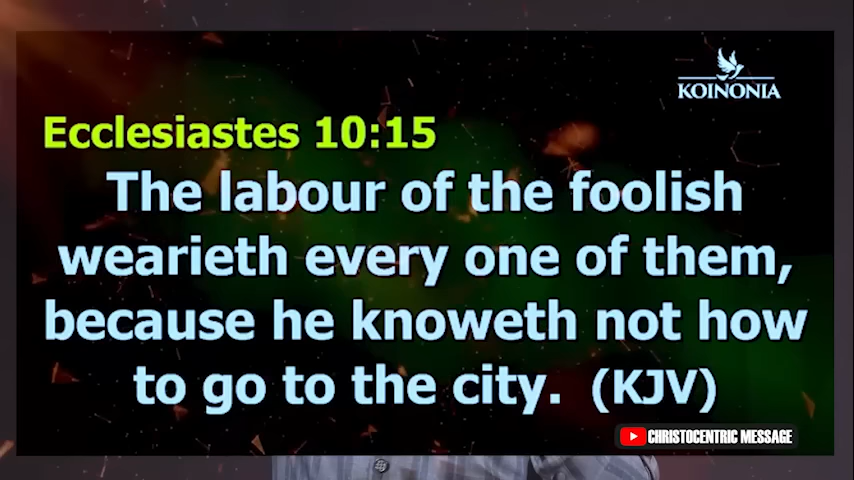 KOINONIA
Ecclesiastes 10:15
The labour of the foolish
wearieth every one of them,
because he knoweth not how
to go to the city. (KJV)
CHRISTOCENTRIC MESSAGE